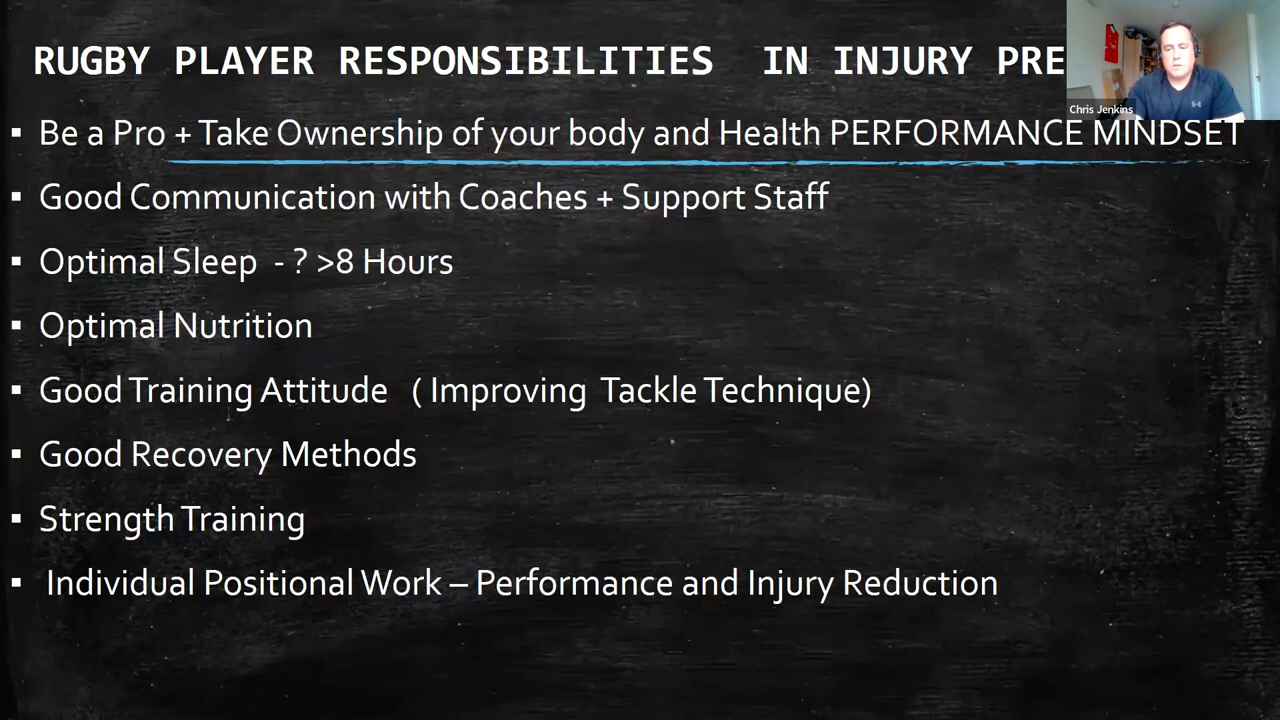 RUGBY PLAYER RESPONSIBILITIES IN INJURY PRE
Chris Jenkins
▪ Be a Pro + Take Ownership of your body and Health PERFORMANCE MINDSET
▪ Good Communication with Coaches + Support Staff
▪ Optimal Sleep - ? >8 Hours
▪ Optimal Nutrition
▪ Good Training Attitude ( Improving Tackle Technique)
▪ Good Recovery Methods
▪ Strength Training
▪ Individual Positional Work – Performance and Injury Reduction